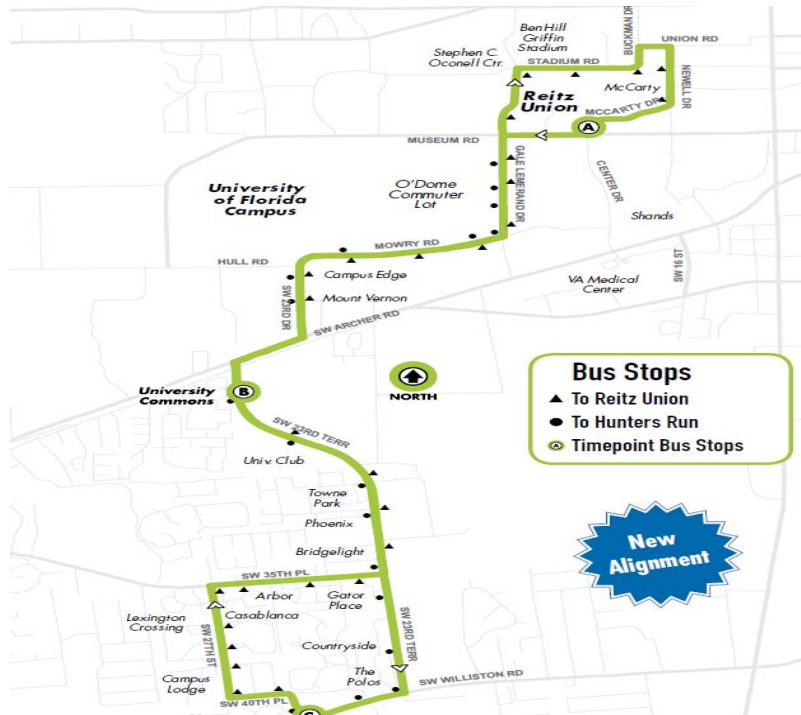 Ben Hill
Griffin
Stadium
BUCKMAN DR
UNION RD
Stephen C.
Oconell Ctr.
STADIUM RD
McCarty
NEWELL DR
Reitz
Union
MCCARTY DR
A
MUSEUM RD
GALE LEMERAND DR
CENTER DR
O'Dome
Commuter
Lot
University
of Florida
Campus
Shands
MOWRY RD
HULL RD
SW 16 ST
Campus Edge
VA Medical
Center
SW 23RD DR
Mount Vernon
SW ARCHER RD
University
Commons
B
NORTH
Bus Stops
To Reitz Union
To Hunters Run
A Timepoint Bus Stops
SW 23RD TERR
Univ. Club
Towne
Park
Phoenix
New
Alignment
Bridgelight
SW 35TH PL
Arbor
Gator
Place
Lexington
Crossing
Casablanca
SW 27TH ST
SW 23RD TERR
Countryside
The
Polos
SW WILLISTON RD
Campus
Lodge
SW 40TH PL